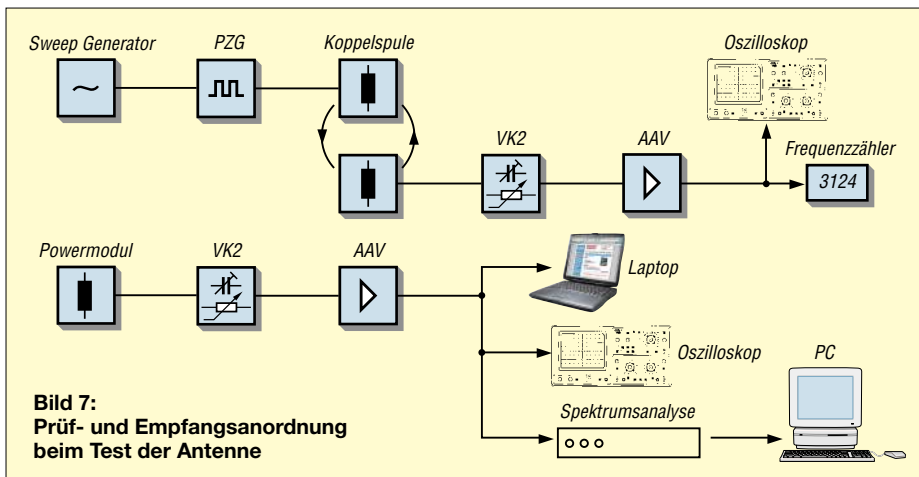 Sweep Generator
PZG
Koppelspule
Oszilloskop
VK2
AAV
Frequenzzähler
3124
Powermodul
VK2
AAV
Laptop
Oszilloskop
PC
Spektrumsanalyse
Bild 7:
Prüf- und Empfangsanordnung
beim Test der Antenne